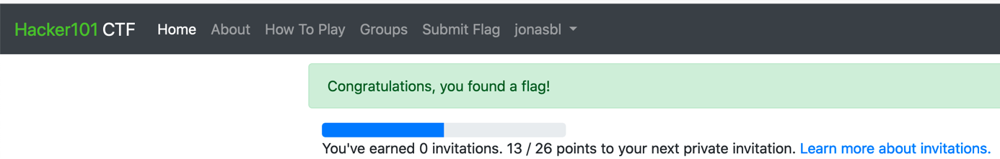 Hacker101 CTF Home About How To Play Groups Submit Flag jonasbl
Congratulations, you found a flag!
You've earned 0 invitations. 13 / 26 points to your next private invitation. Learn more about invitations.